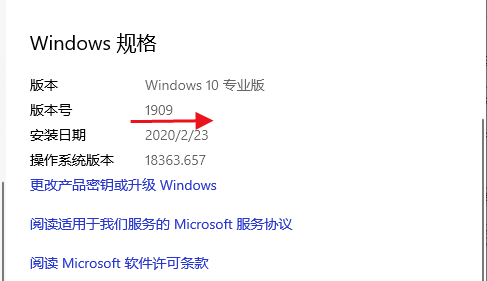 Windows 规格
版本 Windows 10 专业版
版本号 1909
安装日期 2020/2/23
操作系统版本 18363.657
更改产品密钥或升级 Windows
阅读适用于我们服务的 Microsoft 服务协议
阅读 Microsoft 软件许可条款